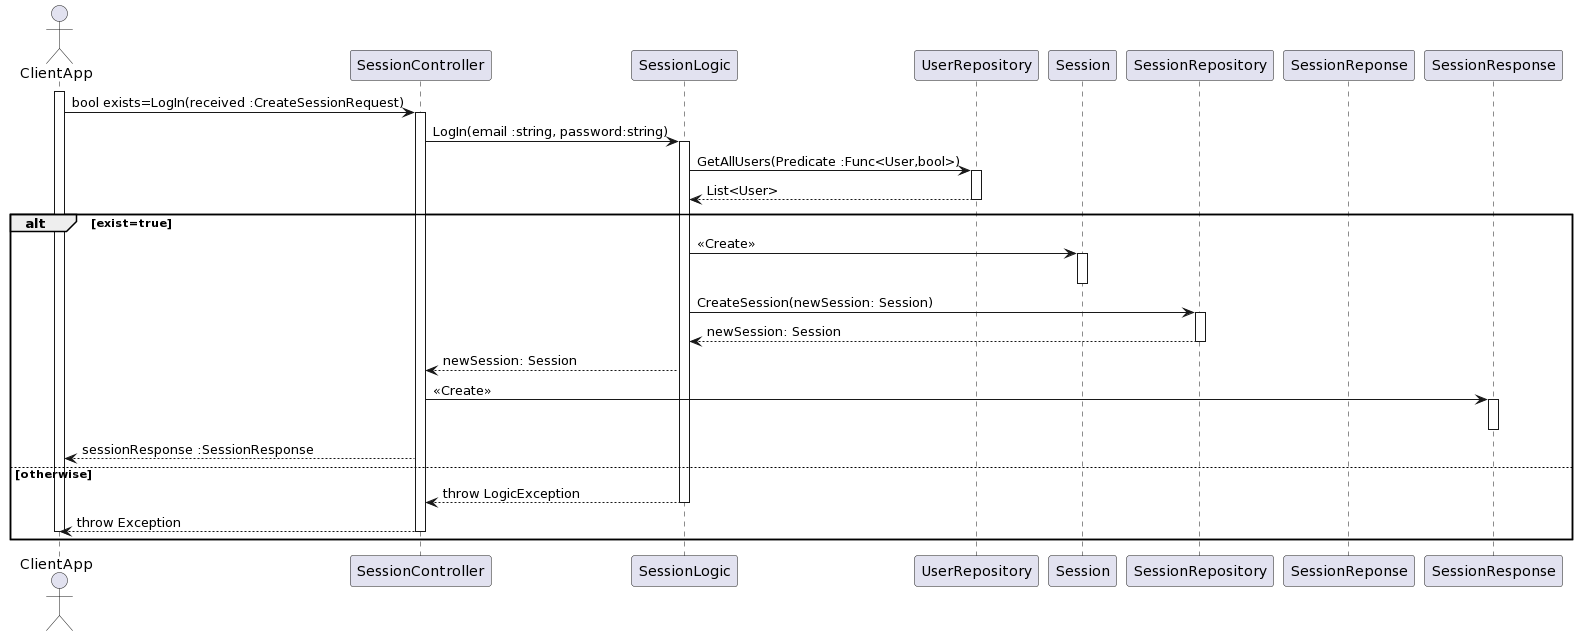 ClientApp
SessionController
SessionLogic
UserRepository
Session
SessionRepository
SessionReponse
SessionResponse
bool exists=LogIn(received :CreateSessionRequest)
LogIn(email :string, password:string)
GetAllUsers(Predicate :Func<User,bool>)
List<User>
alt
[exist=true]
«Create»
CreateSession(newSession: Session)
newSession: Session
newSession: Session
«Create»
sessionResponse :SessionResponse
[otherwise]
throw LogicException
throw Exception
ClientApp
SessionController
SessionLogic
UserRepository
Session
SessionRepository
SessionReponse
SessionResponse